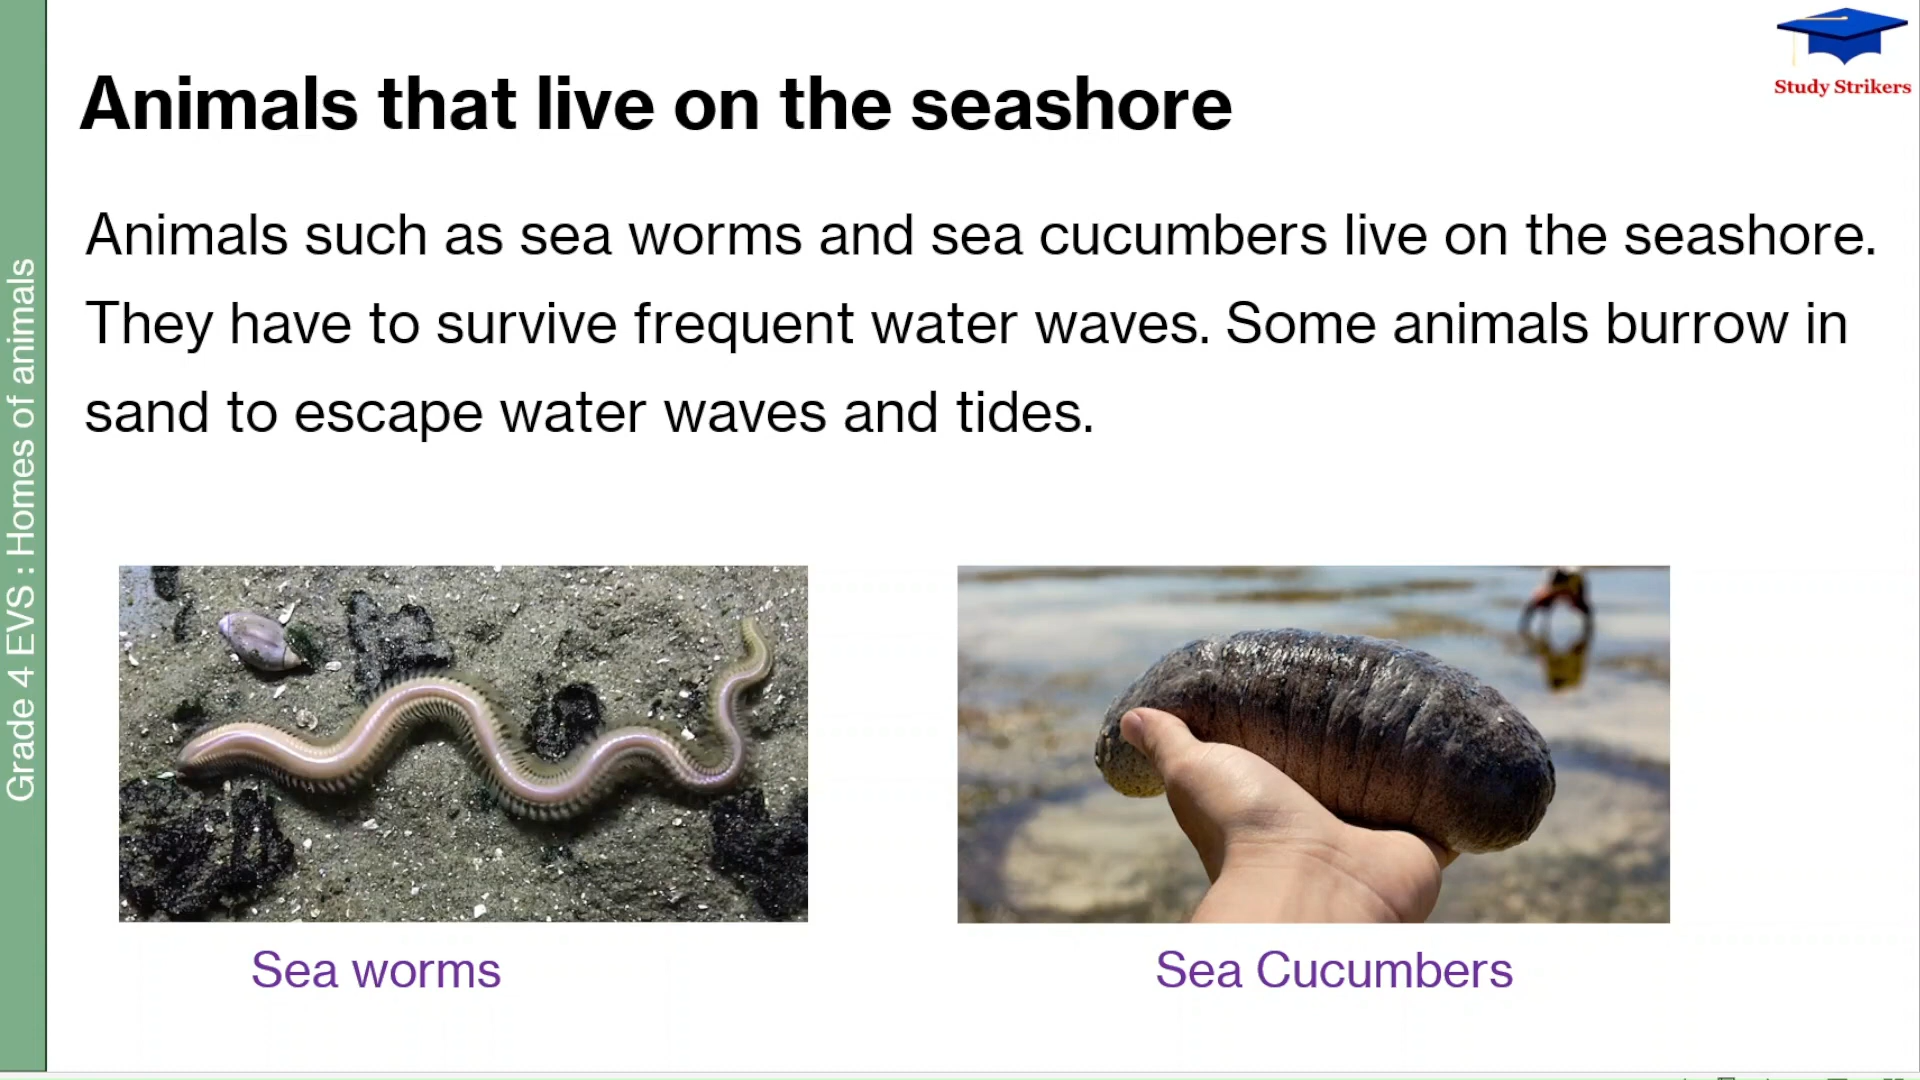 Study Strikers
Animals that live on the seashore
Animals such as sea worms and sea cucumbers live on the seashore.
They have to survive frequent water waves. Some animals burrow in
sand to escape water waves and tides.
Sea worms
Sea Cucumbers
Grade 4 EVS : Homes of animals